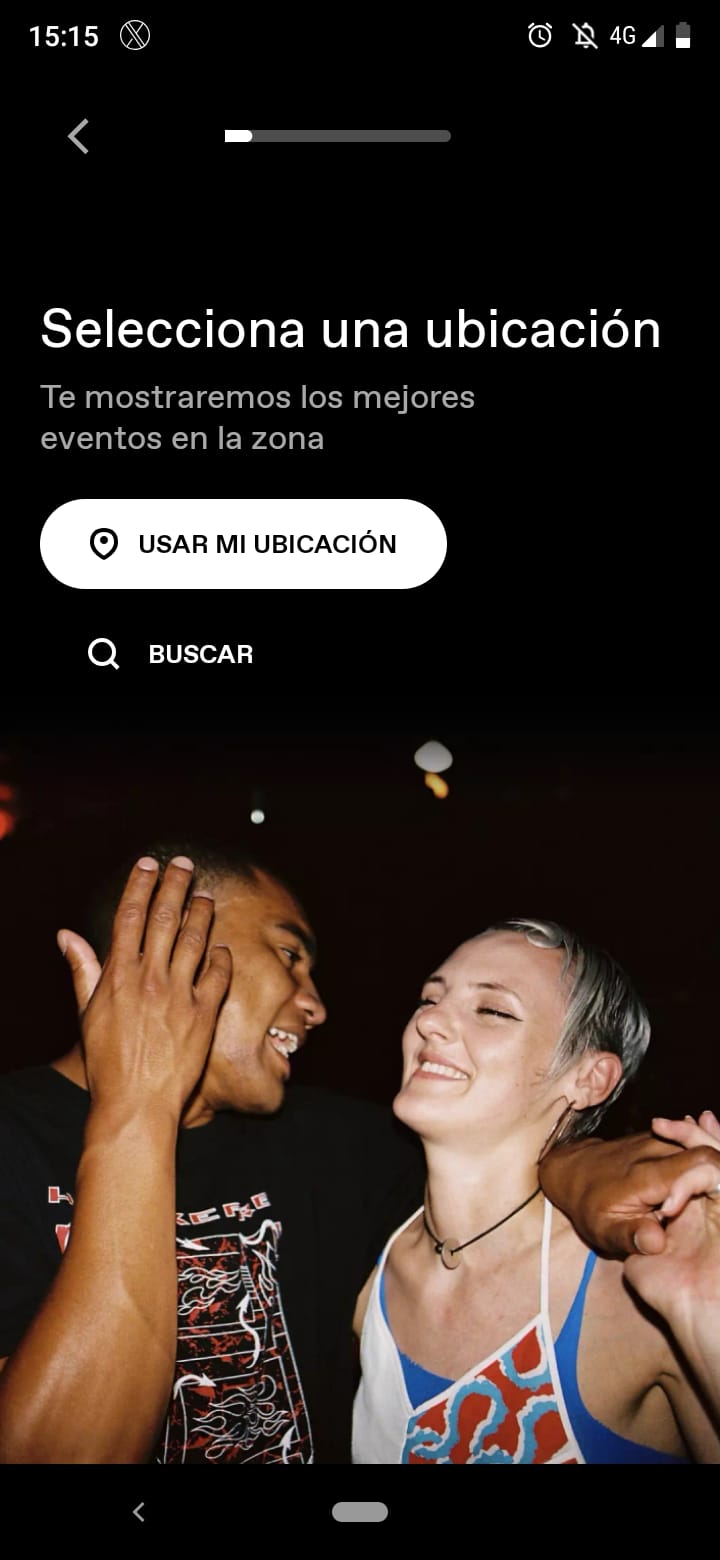 15:15
4G
Selecciona una ubicación
Te mostraremos los mejores
eventos en la zona
USAR MI UBICACIÓN
BUSCAR